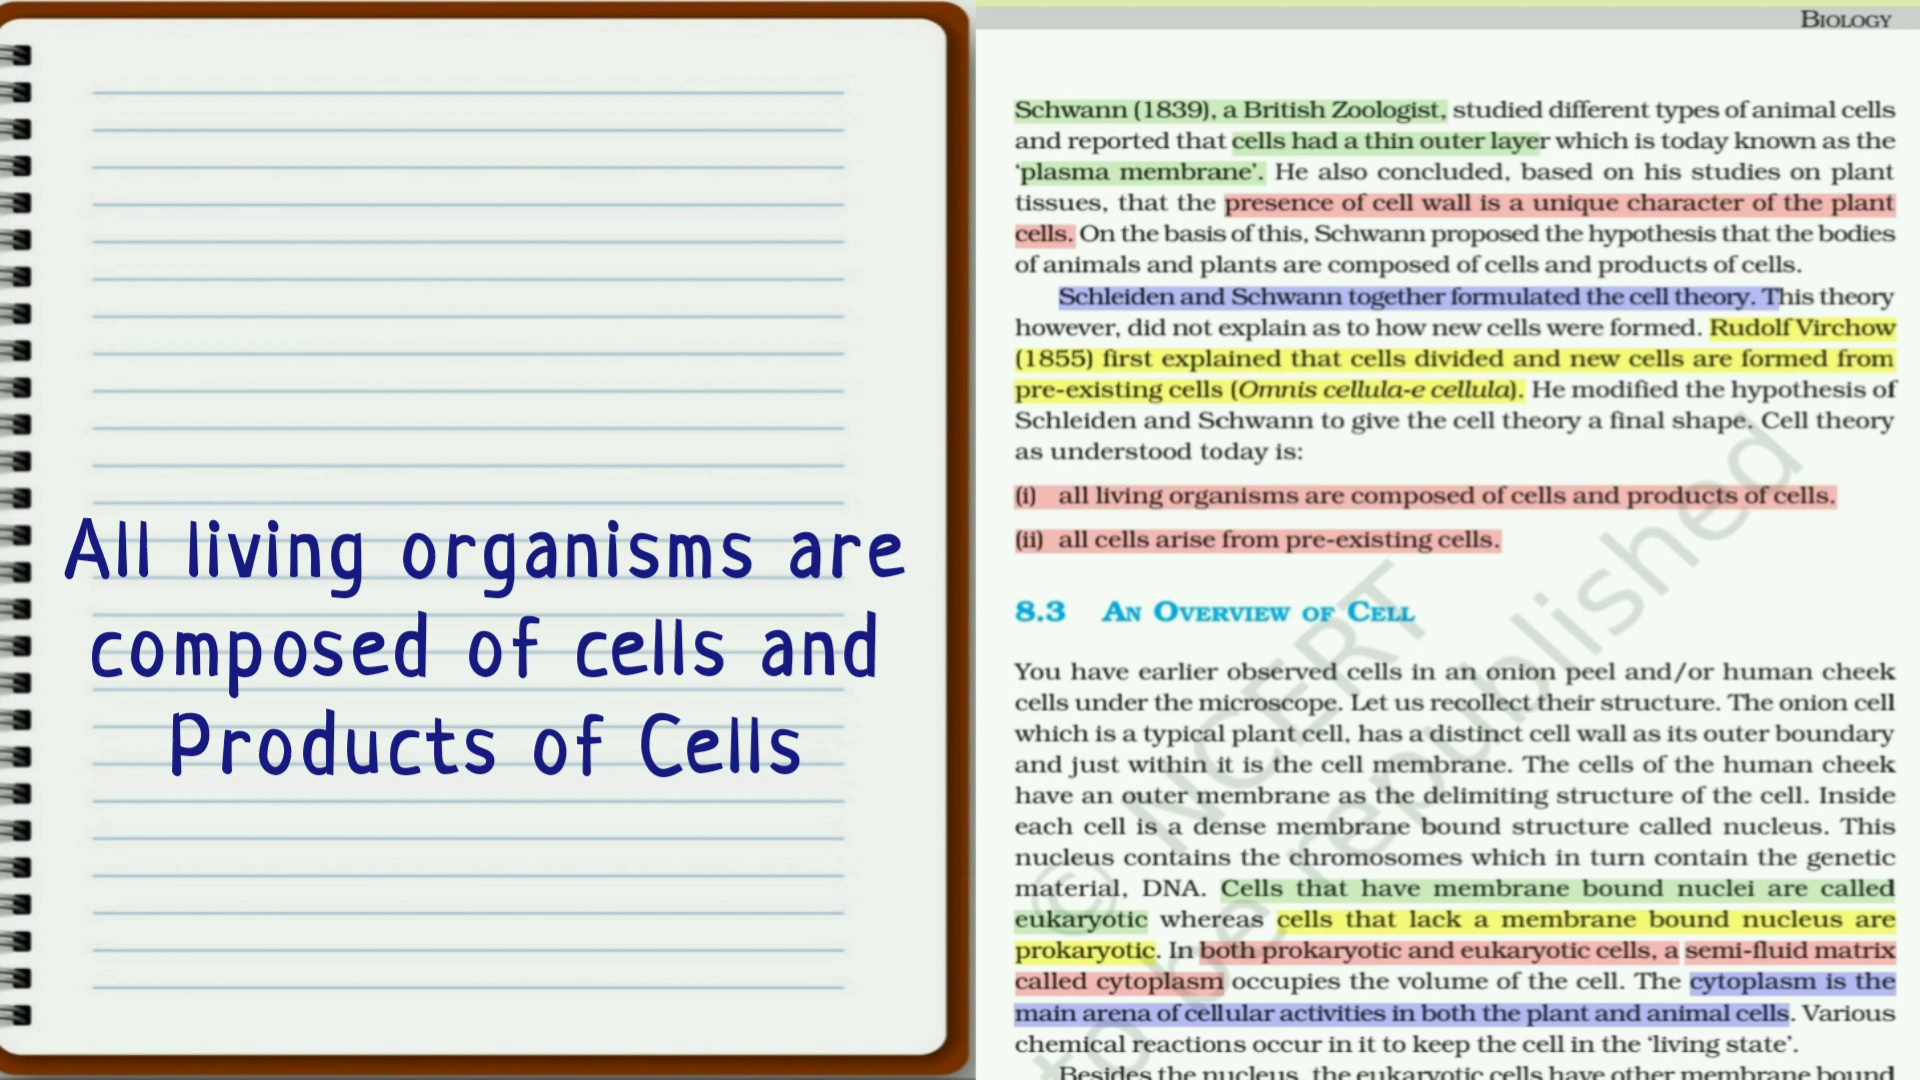 All living organisms are
composed of cells and
Products of Cells
BIOLOGY
Schwann (1839), a British Zoologist, studied different types of animal cells
and reported that cells had a thin outer layer which is today known as the
‘plasma membrane’. He also concluded, based on his studies on plant
tissues, that the presence of cell wall is a unique character of the plant
cells. On the basis of this, Schwann proposed the hypothesis that the bodies
of animals and plants are composed of cells and products of cells.
Schleiden and Schwann together formulated the cell theory. This theory
however, did not explain as to how new cells were formed. Rudolf Virchow
(1855) first explained that cells divided and new cells are formed from
pre-existing cells (Omnis cellula-e cellula). He modified the hypothesis of
Schleiden and Schwann to give the cell theory a final shape. Cell theory
as understood today is:
(i) all living organisms are composed of cells and products of cells.
(ii) all cells arise from pre-existing cells.
8.3 AN OVERVIEW OF CELL
You have earlier observed cells in an onion peel and/or human cheek
cells under the microscope. Let us recollect their structure. The onion cell
which is a typical plant cell, has a distinct cell wall as its outer boundary
and just within it is the cell membrane. The cells of the human cheek
have an outer membrane as the delimiting structure of the cell. Inside
each cell is a dense membrane bound structure called nucleus. This
nucleus contains the chromosomes which in turn contain the genetic
material, DNA. Cells that have membrane bound nuclei are called
eukaryotic whereas cells that lack a membrane bound nucleus are
prokaryotic. In both prokaryotic and eukaryotic cells, a semi-fluid matrix
called cytoplasm occupies the volume of the cell. The cytoplasm is the
main arena of cellular activities in both the plant and animal cells. Various
chemical reactions occur in it to keep the cell in the ‘living state’.
Besides the nucleus, the eukaryotic cells have other membrane bound
© NCERT
to be republished